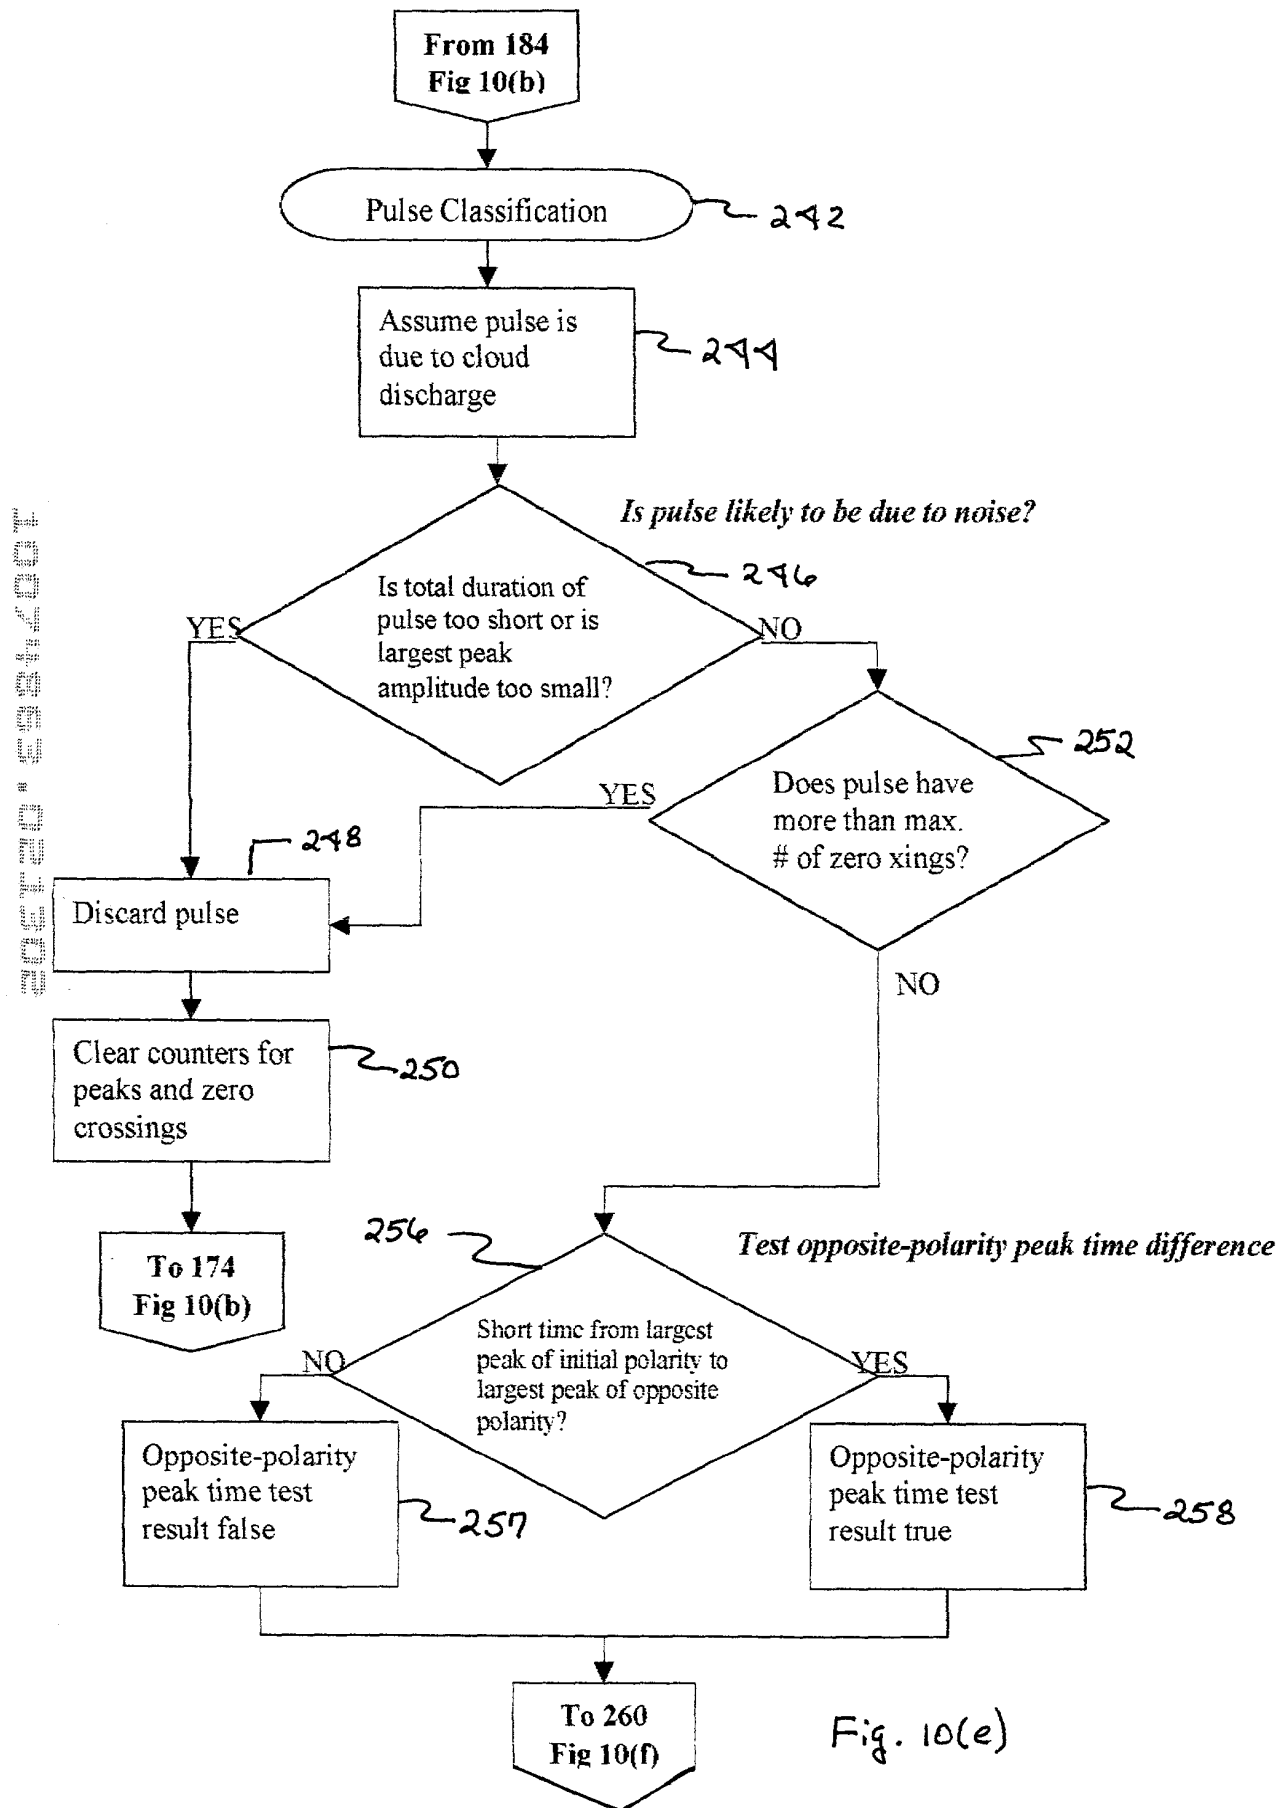 From 184
Fig 10(b)
Pulse Classification
242
Assume pulse is
due to cloud
discharge
244
Is pulse likely to be due to noise?
246
Is total duration of
pulse too short or is
largest peak
amplitude too small?
YES
NO
252
Does pulse have
more than max.
# of zero xings?
YES
248
Discard pulse
NO
Clear counters for
peaks and zero
crossings
250
To 174
Fig 10(b)
256
Test opposite-polarity peak time difference
Short time from largest
peak of initial polarity to
largest peak of opposite
polarity?
NO
YES
Opposite-polarity
peak time test
result false
257
Opposite-polarity
peak time test
result true
258
To 260
Fig 10(f)
Fig. 10(e)